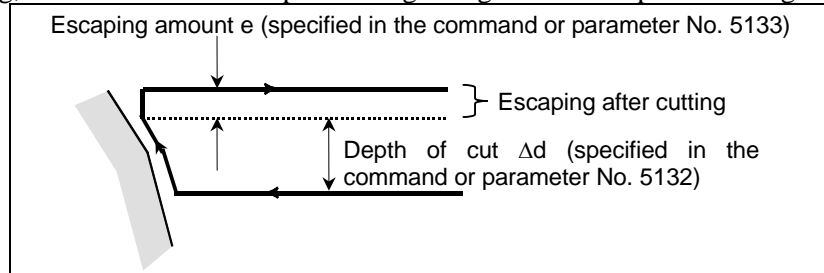 Escaping amount e (specified in the command or parameter No. 5133)
Escaping after cutting
Depth of cut Δd (specified in the
command or parameter No. 5132)